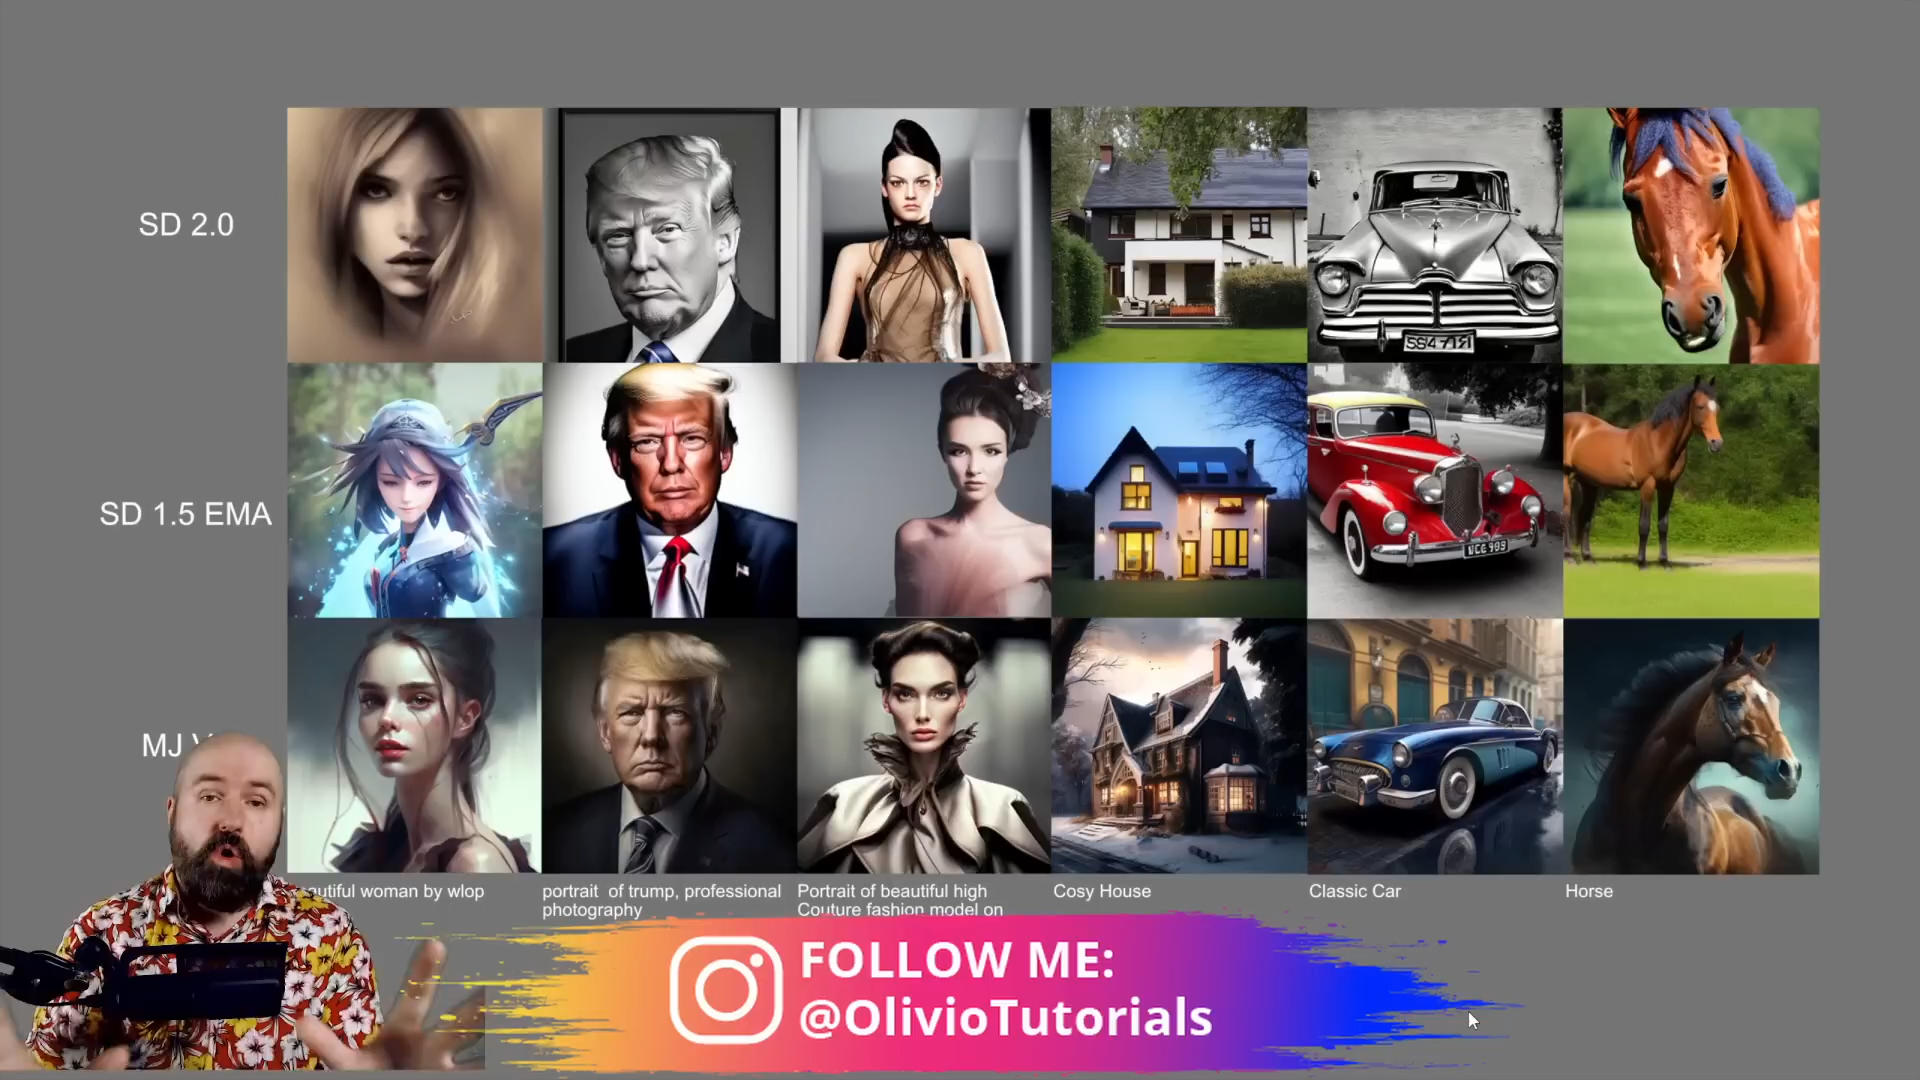 SD 2.0
SD 1.5 EMA
MJ
utiful woman by wlop
portrait of trump, professional
photography
Portrait of beautiful high
Couture fashion model on
Cosy House
Classic Car
Horse
FOLLOW ME:
@OlivioTutorials